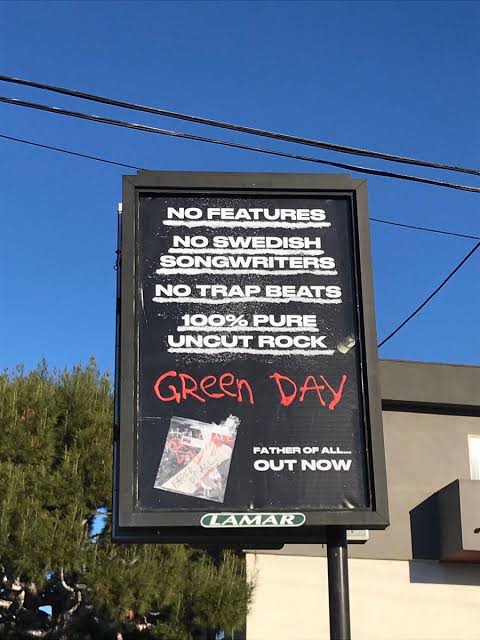 NO FEATURES
NO SWEDISH
SONGWRITERS
NO TRAP BEATS
100% PURE
UNCUT ROCK
GReen DAY
FATHER OF ALL...
OUT NOW
LAMAR